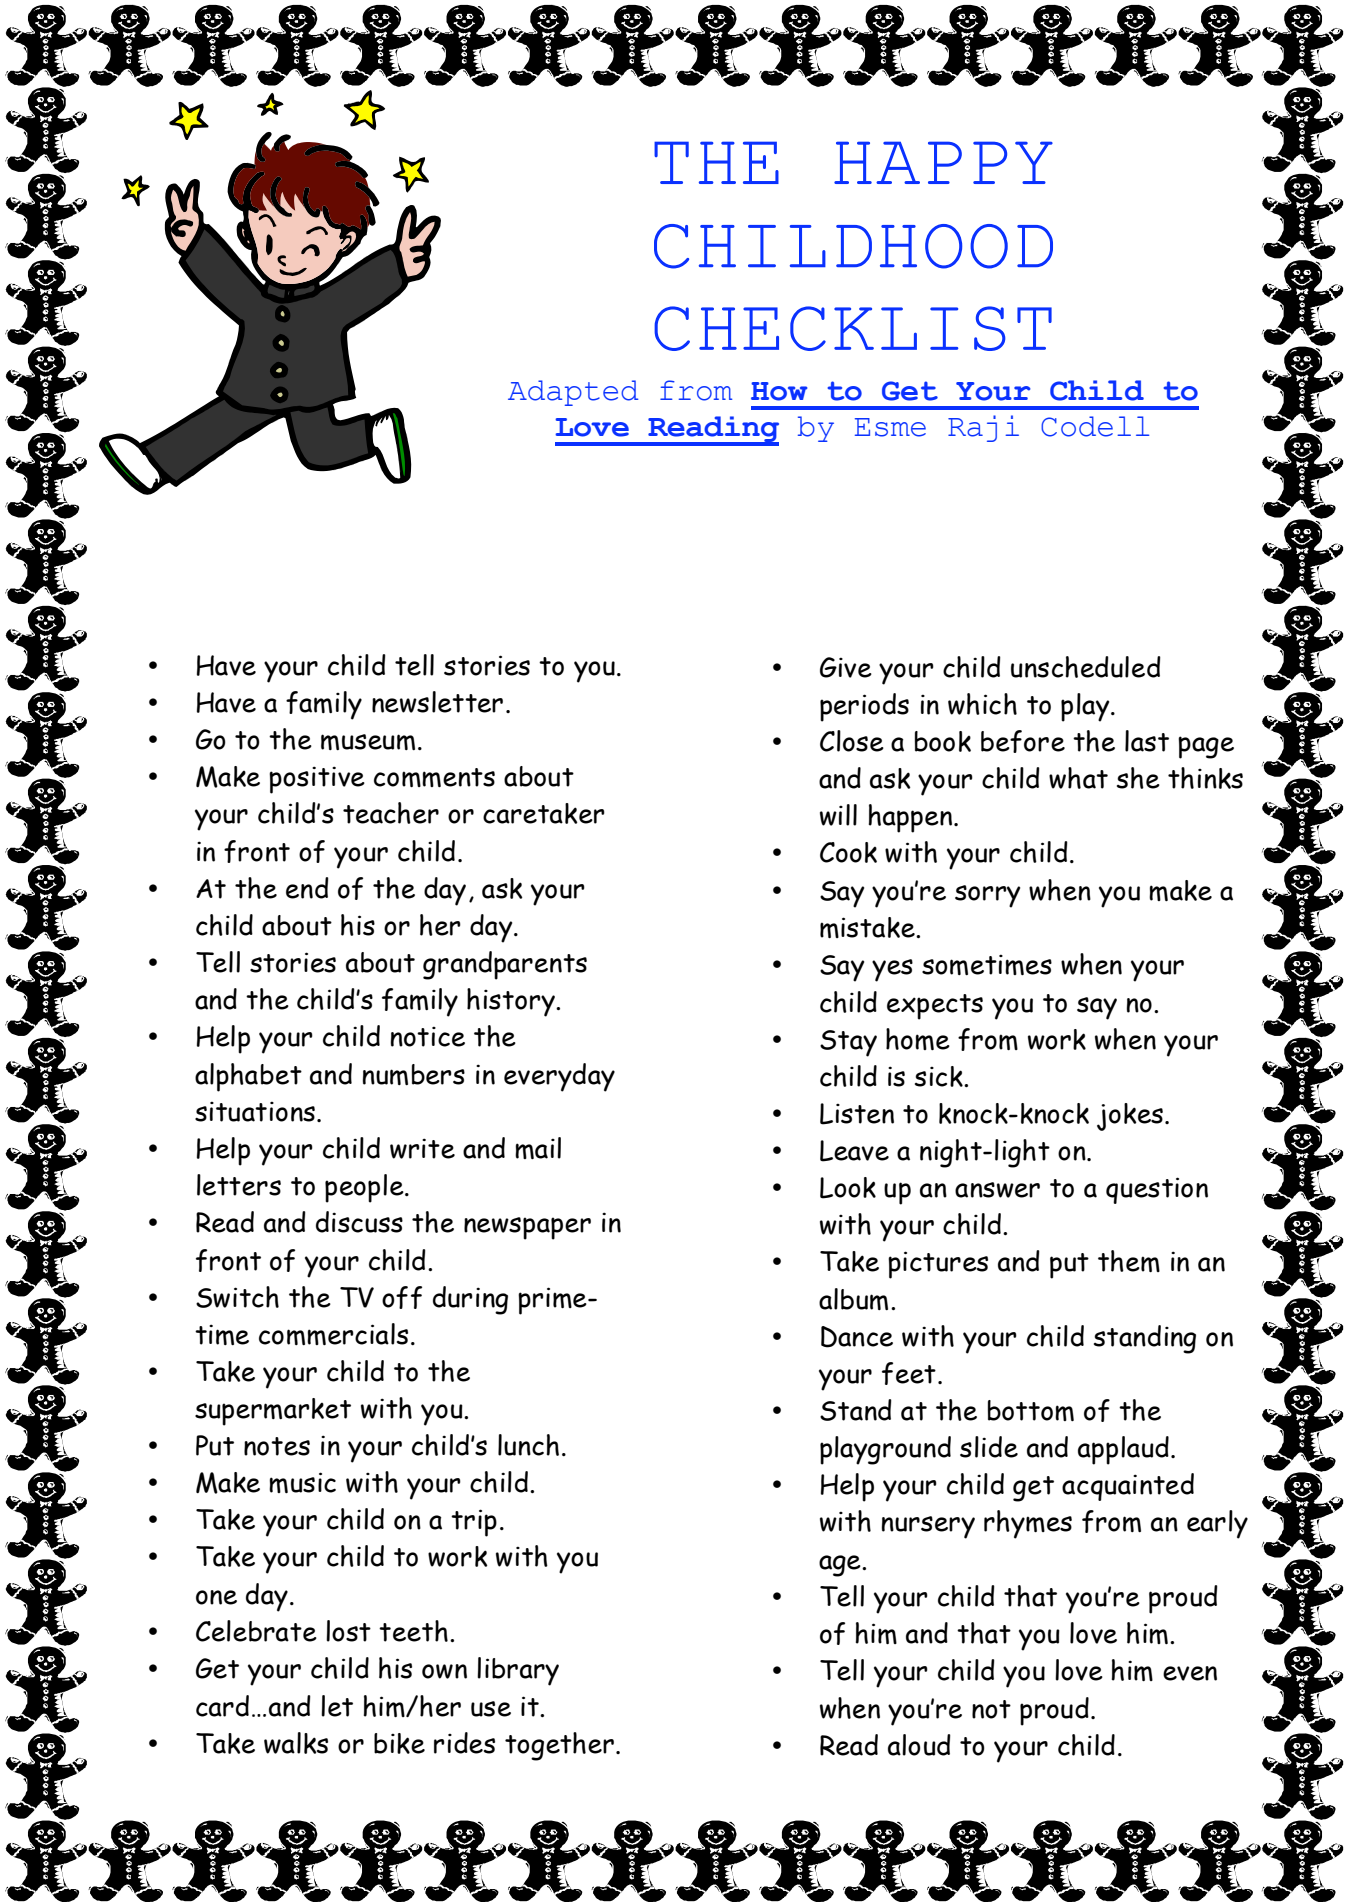 THE HAPPY
CHILDHOOD
CHECKLIST
Adapted from How to Get Your Child to
Love Reading by Esme Raji Codell
• Have your child tell stories to you.
• Have a family newsletter.
• Go to the museum.
• Make positive comments about
your child's teacher or caretaker
in front of your child.
• At the end of the day, ask your
child about his or her day.
• Tell stories about grandparents
and the child's family history.
• Help your child notice the
alphabet and numbers in everyday
situations.
• Help your child write and mail
letters to people.
• Read and discuss the newspaper in
front of your child.
• Switch the TV off during prime-
time commercials.
• Take your child to the
supermarket with you.
• Put notes in your child's lunch.
• Make music with your child.
• Take your child on a trip.
• Take your child to work with you
one day.
• Celebrate lost teeth.
• Get your child his own library
card…and let him/her use it.
• Take walks or bike rides together.
• Give your child unscheduled
periods in which to play.
• Close a book before the last page
and ask your child what she thinks
will happen.
• Cook with your child.
• Say you're sorry when you make a
mistake.
• Say yes sometimes when your
child expects you to say no.
• Stay home from work when your
child is sick.
• Listen to knock-knock jokes.
• Leave a night-light on.
• Look up an answer to a question
with your child.
• Take pictures and put them in an
album.
• Dance with your child standing on
your feet.
• Stand at the bottom of the
playground slide and applaud.
• Help your child get acquainted
with nursery rhymes from an early
age.
• Tell your child that you're proud
of him and that you love him.
• Tell your child you love him even
when you're not proud.
• Read aloud to your child.